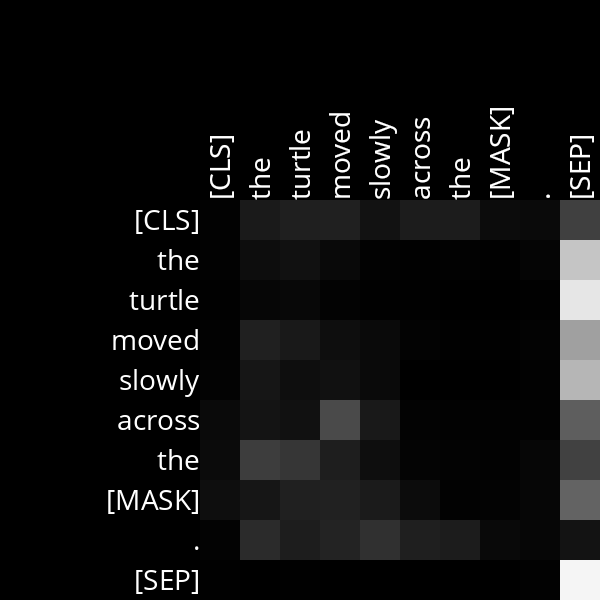 [CLS] the turtle moved slowly across the [MASK] . [SEP]
[CLS]
the
turtle
moved
slowly
across
the
[MASK]
.
[SEP]